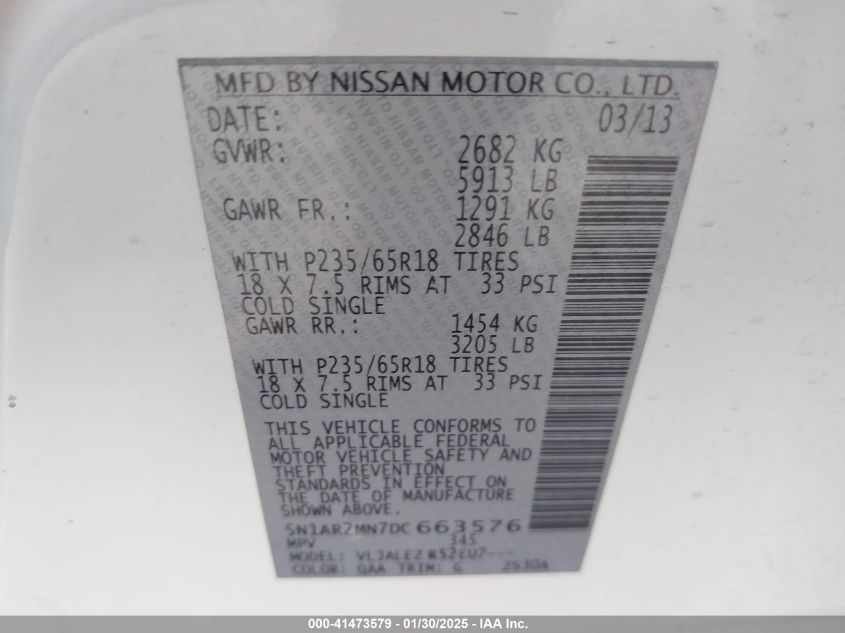 MFD BY NISSAN MOTOR CO., LTD.
DATE: 03/13
GVWR: 2682 KG
5913 LB
GAWR FR.: 1291 KG
2846 LB
WITH P235/65R18 TIRES
18 X 7.5 RIMS AT 33 PSI
COLD SINGLE
GAWR RR.: 1454 KG
3205 LB
WITH P235/65R18 TIRES
18 X 7.5 RIMS AT 33 PSI
COLD SINGLE
THIS VEHICLE CONFORMS TO
ALL APPLICABLE FEDERAL
MOTOR VEHICLE SAFETY AND
THEFT PREVENTION
STANDARDS IN EFFECT ON
THE DATE OF MANUFACTURE
SHOWN ABOVE.
5N1AR2MN7DC663576
MPV 345
MODEL: R52EU7---
COLOR: QAA TRIM: G 2530A
000-41473579 - 01/30/2025 - IAA Inc.